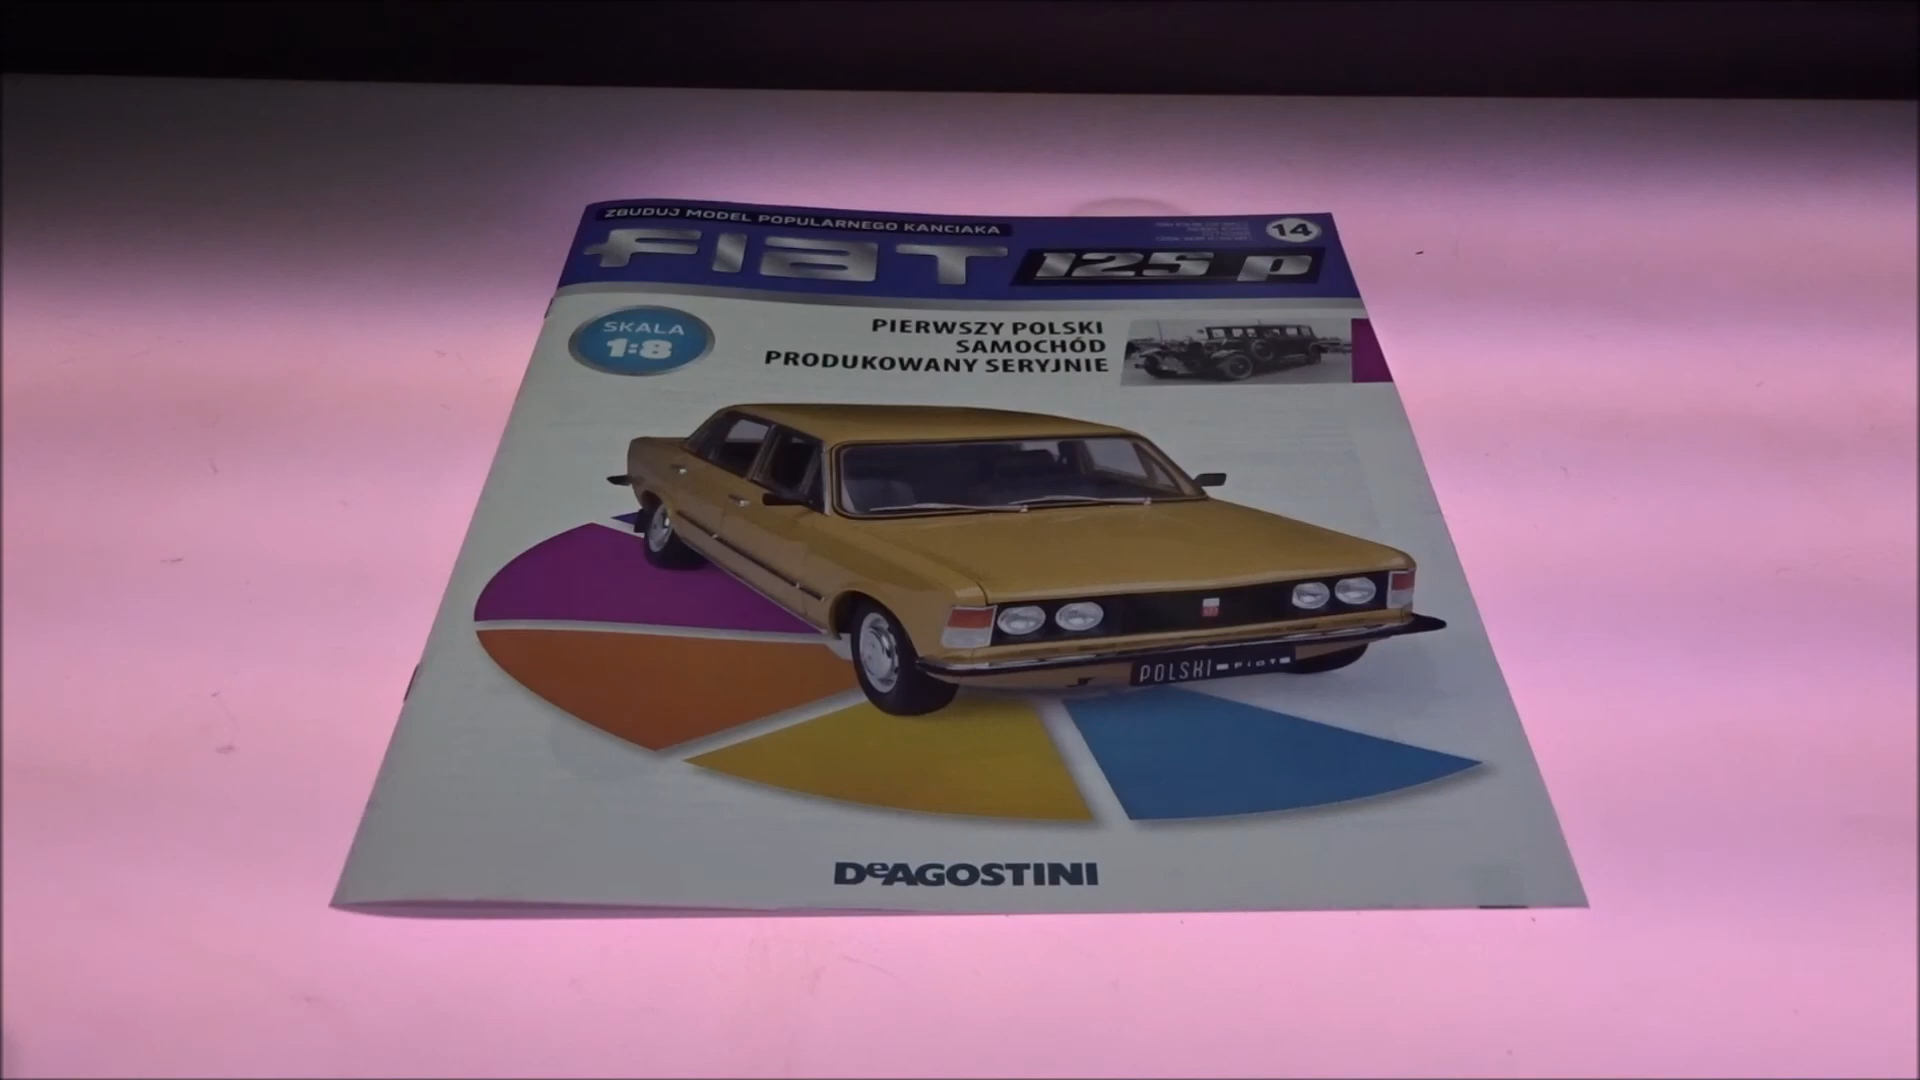 ZBUDUJ MODEL POPULARNEGO KANCIAKA
FIAT 125 p
14
SKALA
1:8
PIERWSZY POLSKI
SAMOCHÓD
PRODUKOWANY SERYJNIE
POLSKI FIAT
DeAGOSTINI